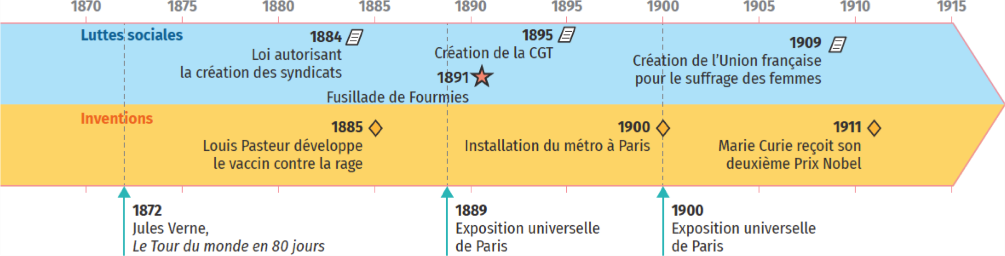 1870 1875 1880 1885 1890 1895 1900 1905 1910 1915
Luttes sociales
1884
Loi autorisant
la création des syndicats
1895
Création de la CGT
1891
Fusillade de Fourmies
1909
Création de l'Union française
pour le suffrage des femmes
Inventions
1885
Louis Pasteur développe
le vaccin contre la rage
1900
Installation du métro à Paris
1911
Marie Curie reçoit son
deuxième Prix Nobel
1872
Jules Verne,
Le Tour du monde en 80 jours
1889
Exposition universelle
de Paris
1900
Exposition universelle
de Paris